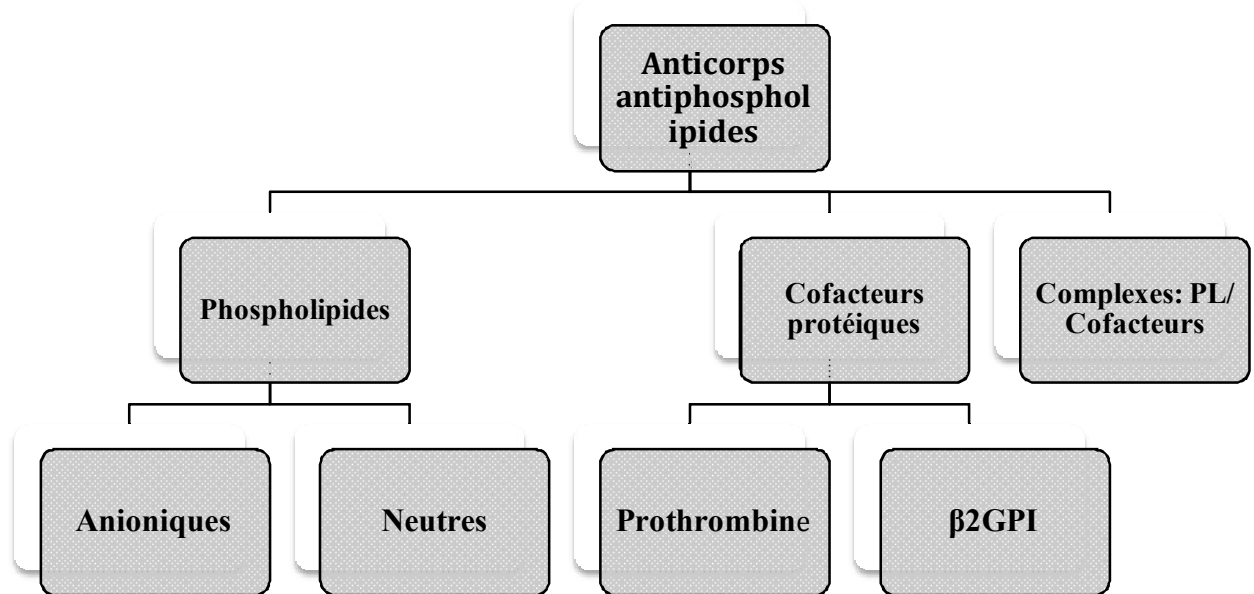 Anticorps
antiphosphol
ipides
Phospholipides
Cofacteurs
protéiques
Complexes: PL/
Cofacteurs
Anioniques
Neutres
Prothrombine
β2GPI